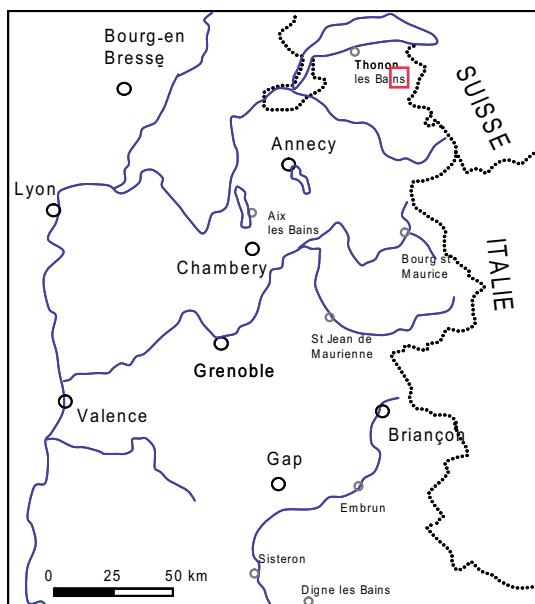 Bourg-en
Bresse
Thonon
les Bains
SUISSE
Annecy
Lyon
Aix
les Bains
ITALIE
Chambery
Bourg st
Maurice
St Jean de
Maurienne
Grenoble
Valence
Briançon
Gap
Embrun
Sisteron
0 25 50 km
Digne les Bains